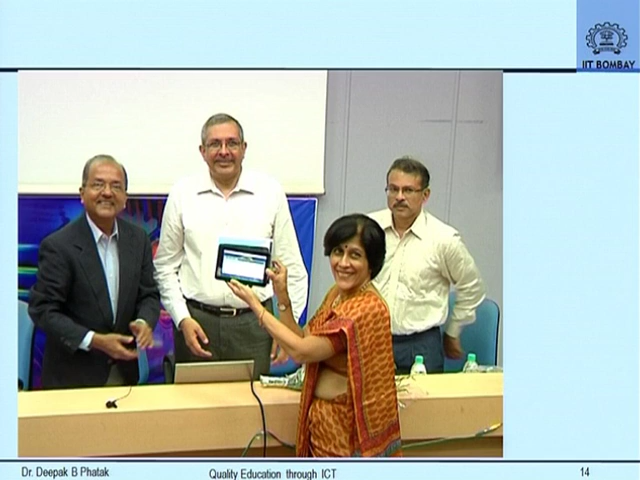 IIT BOMBAY
Dr. Deepak B Phatak
Quality Education through ICT
14